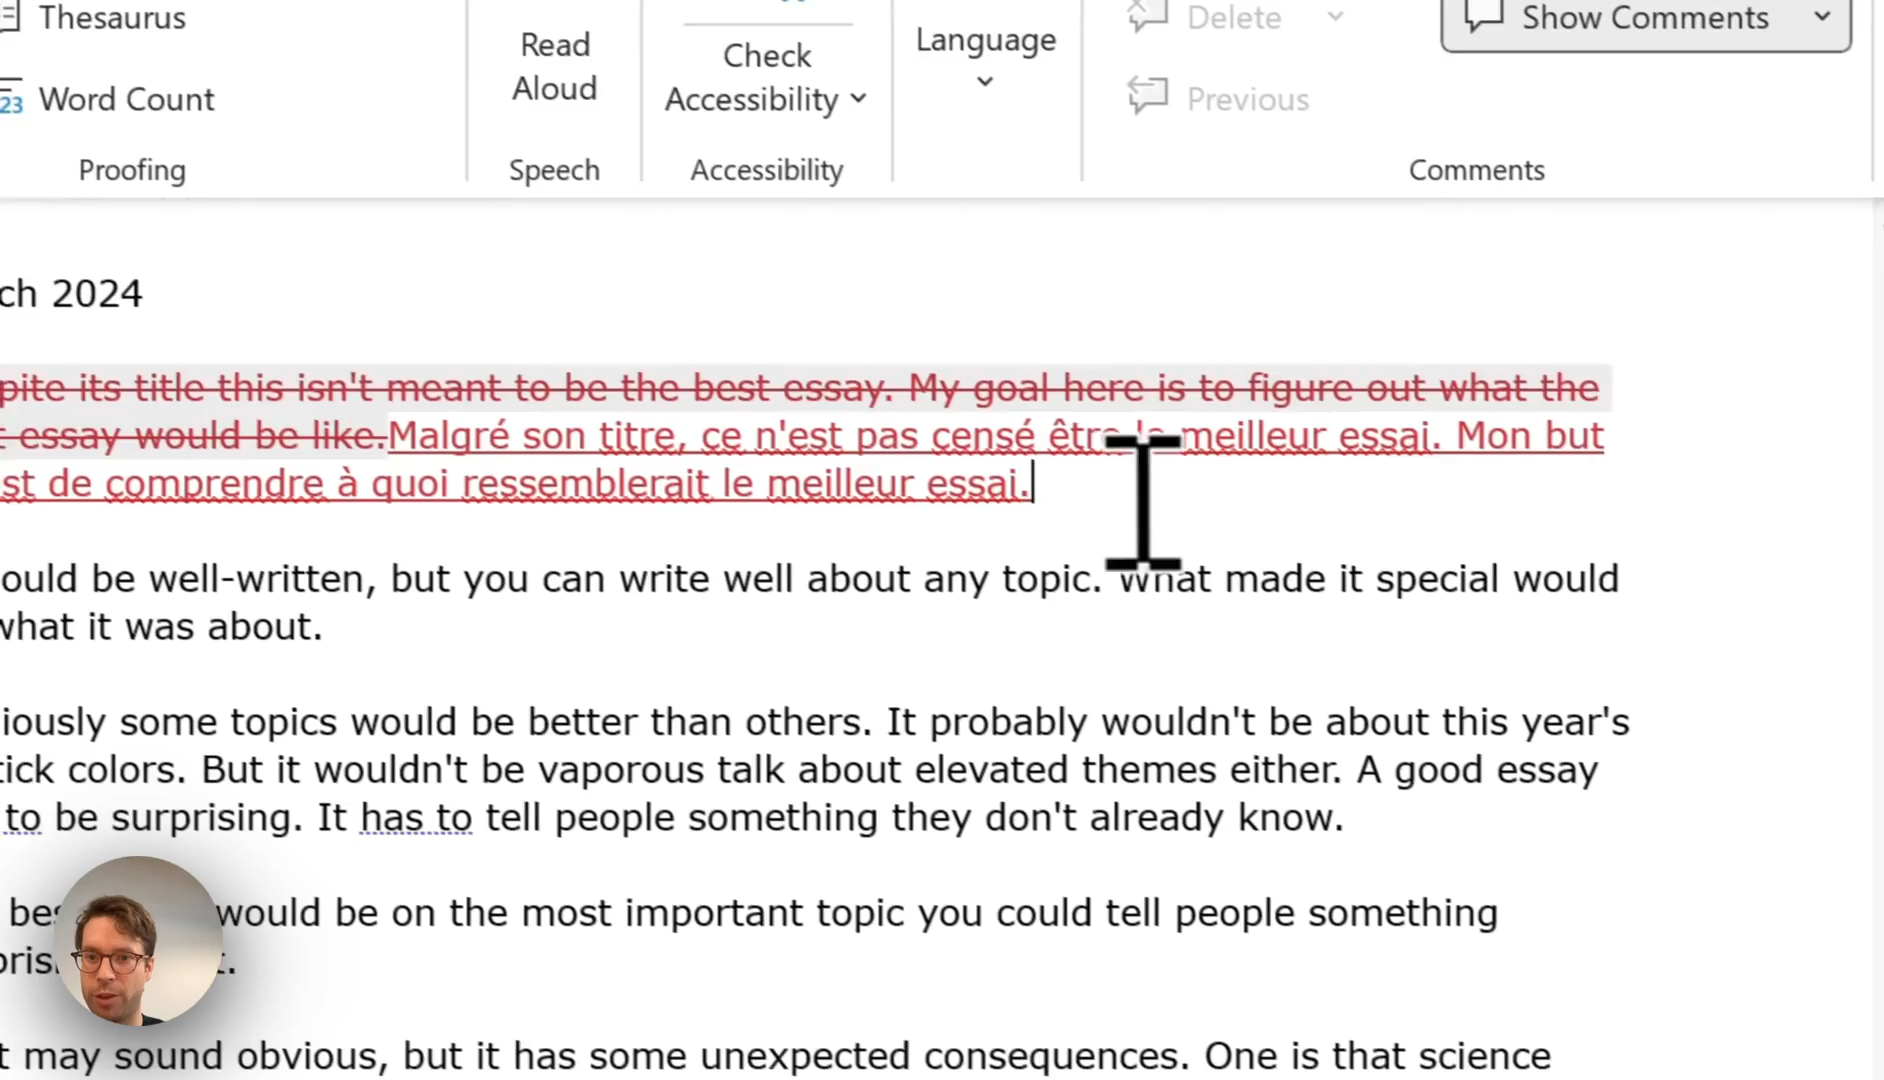 Thesaurus
Word Count
Proofing
Read
Aloud
Speech
Check
Accessibility
Accessibility
Language
Delete
Previous
Show Comments
Comments
ch 2024
pite its title this isn't meant to be the best essay. My goal here is to figure out what the
t essay would be like.Malgré son titre, ce n'est pas censé être le meilleur essai. Mon but
st de comprendre à quoi ressemblerait le meilleur essai.
ould be well-written, but you can write well about any topic. What made it special would
what it was about.
iously some topics would be better than others. It probably wouldn't be about this year's
tick colors. But it wouldn't be vaporous talk about elevated themes either. A good essay
to be surprising. It has to tell people something they don't already know.
would be on the most important topic you could tell people something
t may sound obvious, but it has some unexpected consequences. One is that science